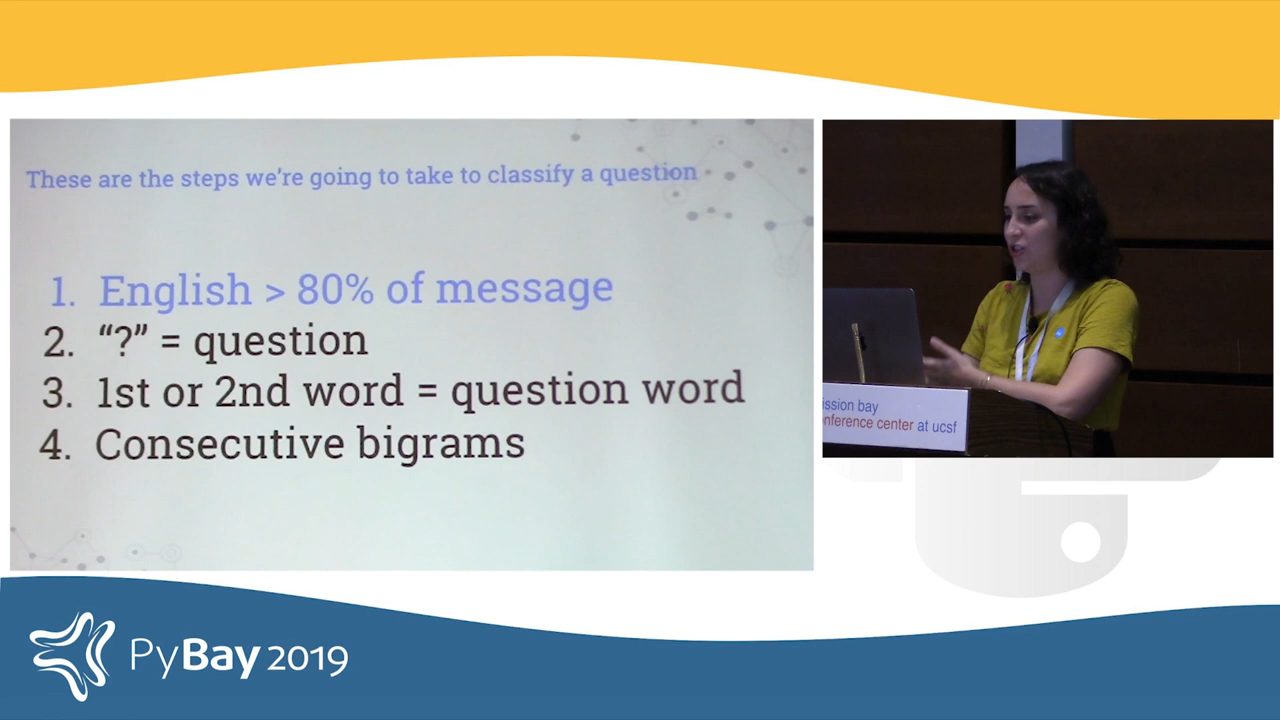 These are the steps we're going to take to classify a question
1. English > 80% of message
2. “?” = question
3. 1st or 2nd word = question word
4. Consecutive bigrams
ission bay
nference center at ucsf
PyBay 2019